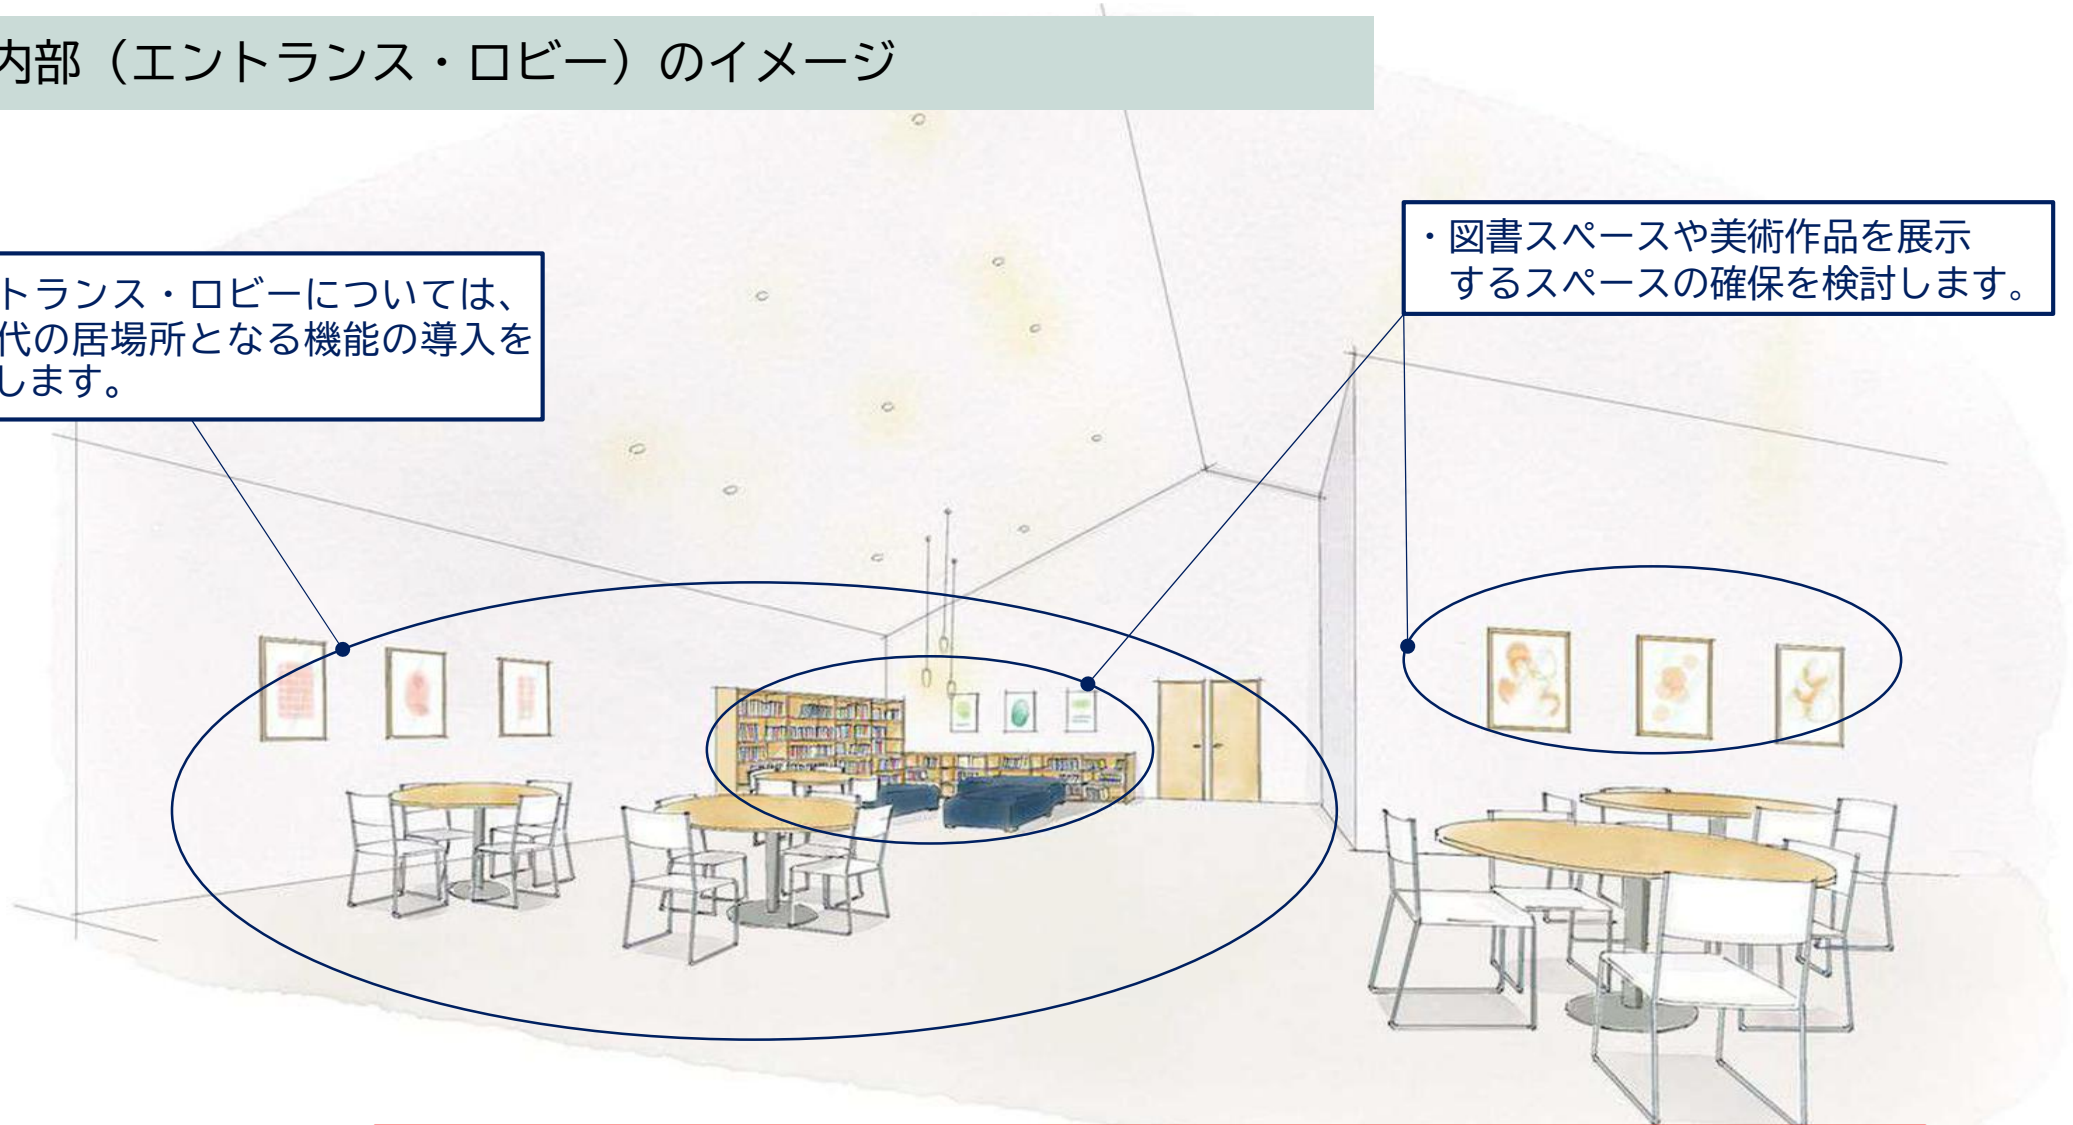 内部（エントランス・ロビー）のイメージ
トランス・ロビーについては、
代の居場所となる機能の導入を
します。
・図書スペースや美術作品を展示
するスペースの確保を検討します。